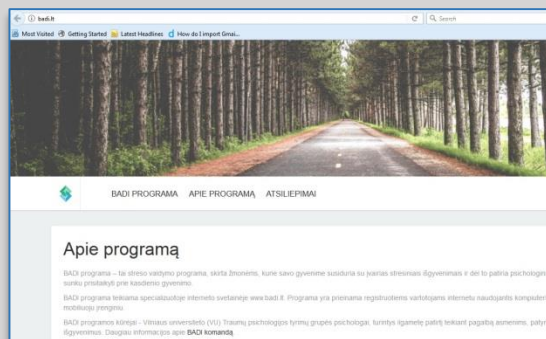 badi.lt
Search
Most Visited Getting Started Latest Headlines How do I import Gmai...
BADI PROGRAMA APIE PROGRAMĄ ATSILIEPIMAI
Apie programą
BADI programa – tai streso valdymo programa, skirta žmonėms, kurie savo gyvenime susiduria su įvairiais stresiniais išgyvenimais ir dėl to patiria psichologin
sunku prisitaikyti prie kasdienio gyvenimo.
BADI programa teikiama specializuotoje interneto svetainėje www.badi.lt. Programa yra prieinama registruotiems vartotojams internetu naudojantis kompiuteri
mobiliuoju įrenginiu.
BADI programos kūrėjai - Vilniaus universiteto (VU) Traumų psichologijos tyrimų grupės psichologai, turintys ilgametę patirtį teikiant pagalbą asmenims, patyr
išgyvenimus. Daugiau informacijos apie BADI komandą.